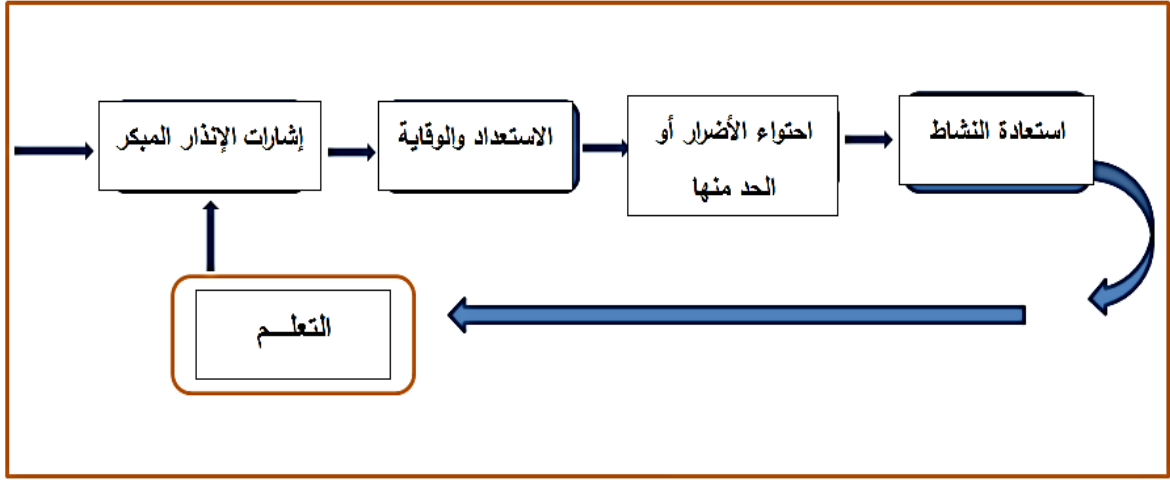 إشارات الإنذار المبكر
الاستعداد والوقاية
احتواء الأضرار أو
الحد منها
استعادة النشاط
التعلـــم